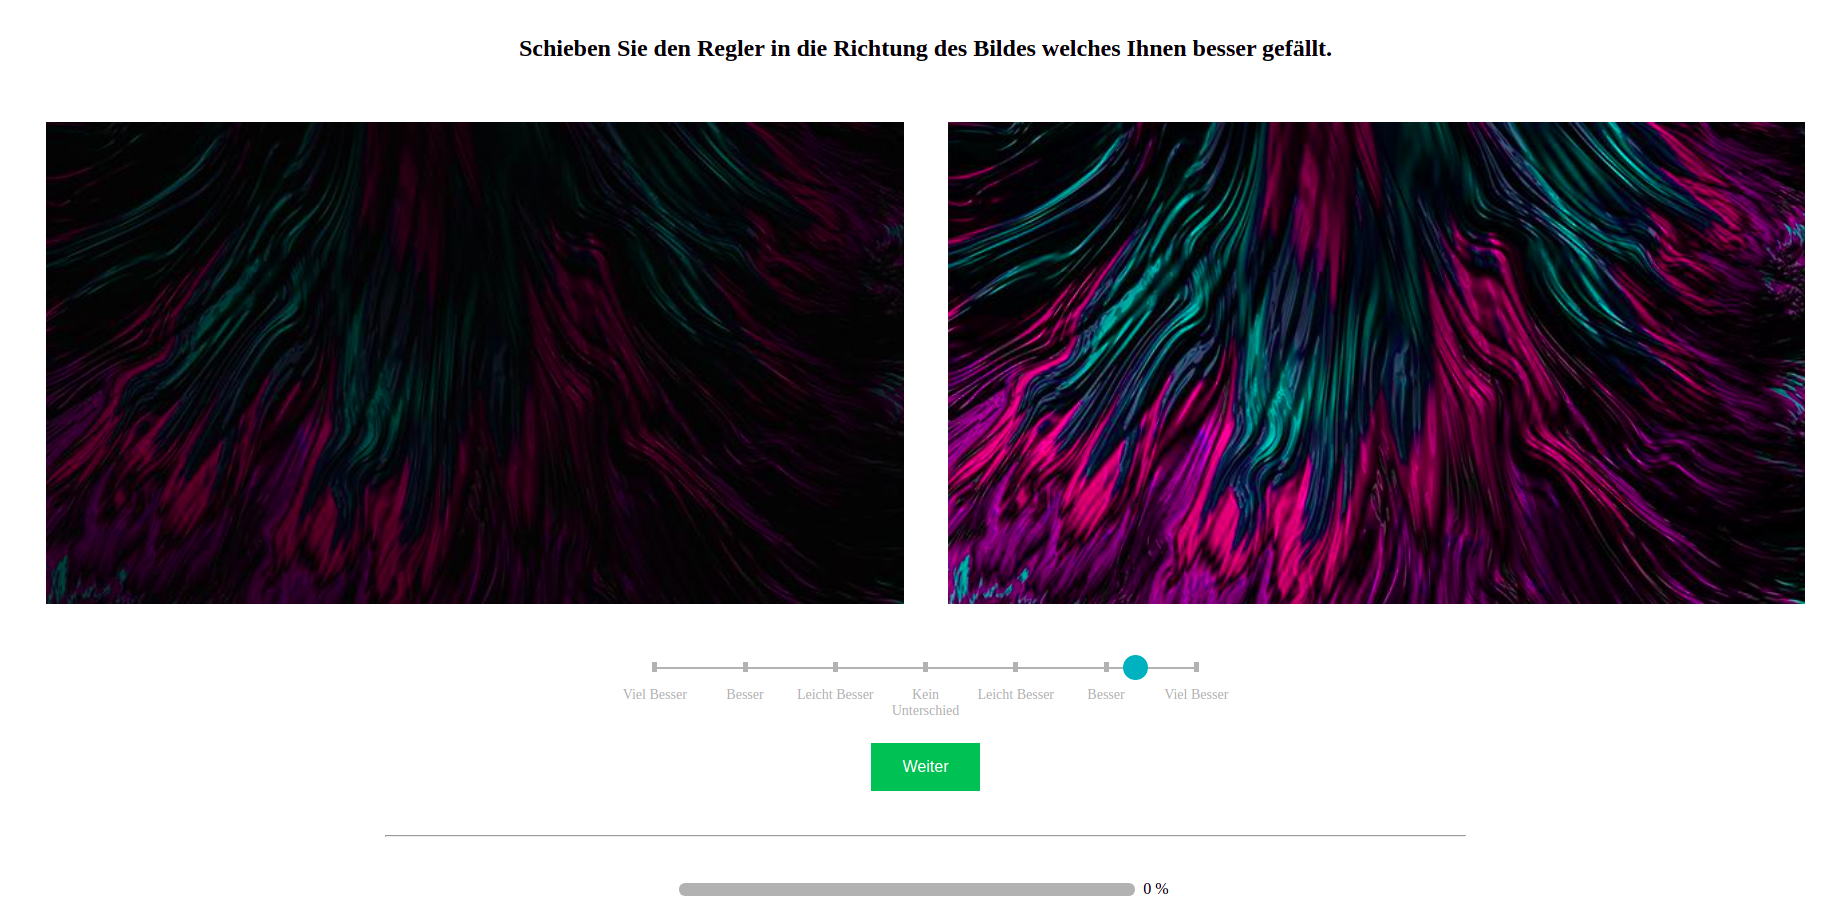 Schieben Sie den Regler in die Richtung des Bildes welches Ihnen besser gefällt.
Viel Besser
Besser
Leicht Besser
Kein
Unterschied
Leicht Besser
Besser
Viel Besser
Weiter
0 %